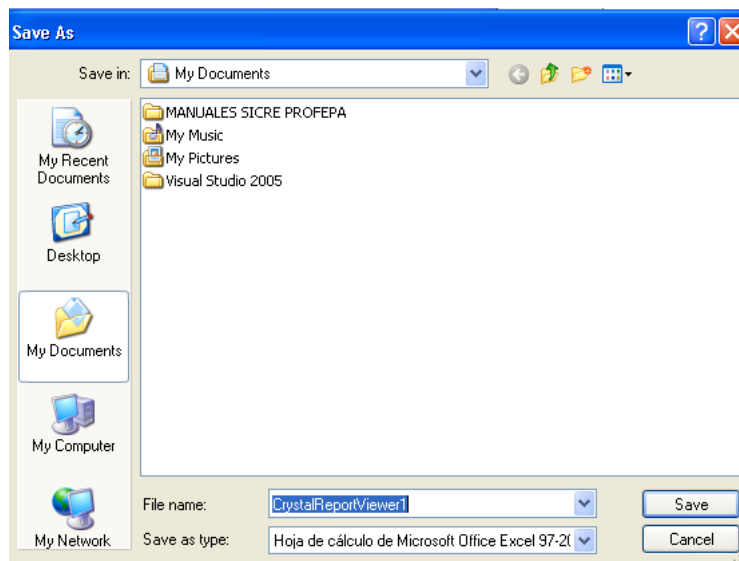 Save As
Save in:
My Documents
MANUALES SICRE PROFEPA
My Music
My Pictures
Visual Studio 2005
My Recent
Documents
Desktop
My Documents
My Computer
My Network
File name:
CrystalReportViewer1
Save
Save as type:
Hoja de cálculo de Microsoft Office Excel 97-20
Cancel